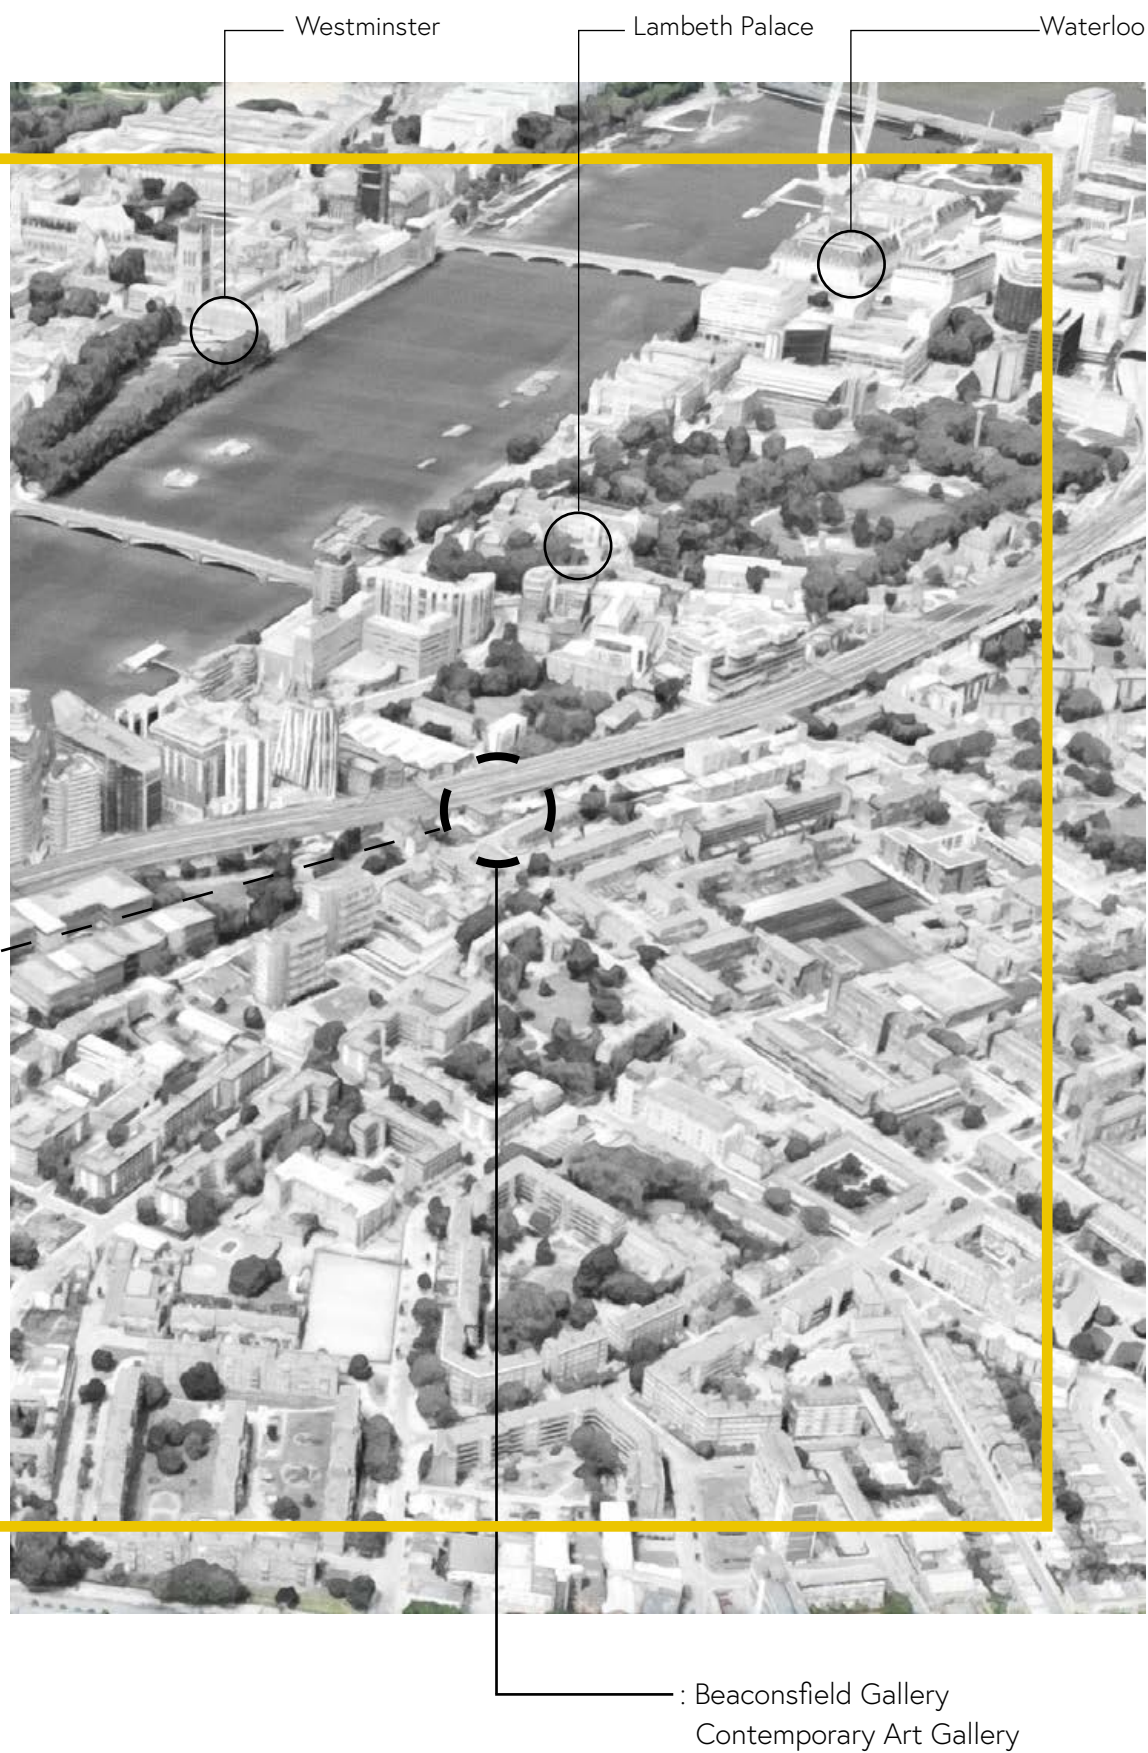 Westminster
Lambeth Palace
Waterloo
: Beaconsfield Gallery
Contemporary Art Gallery